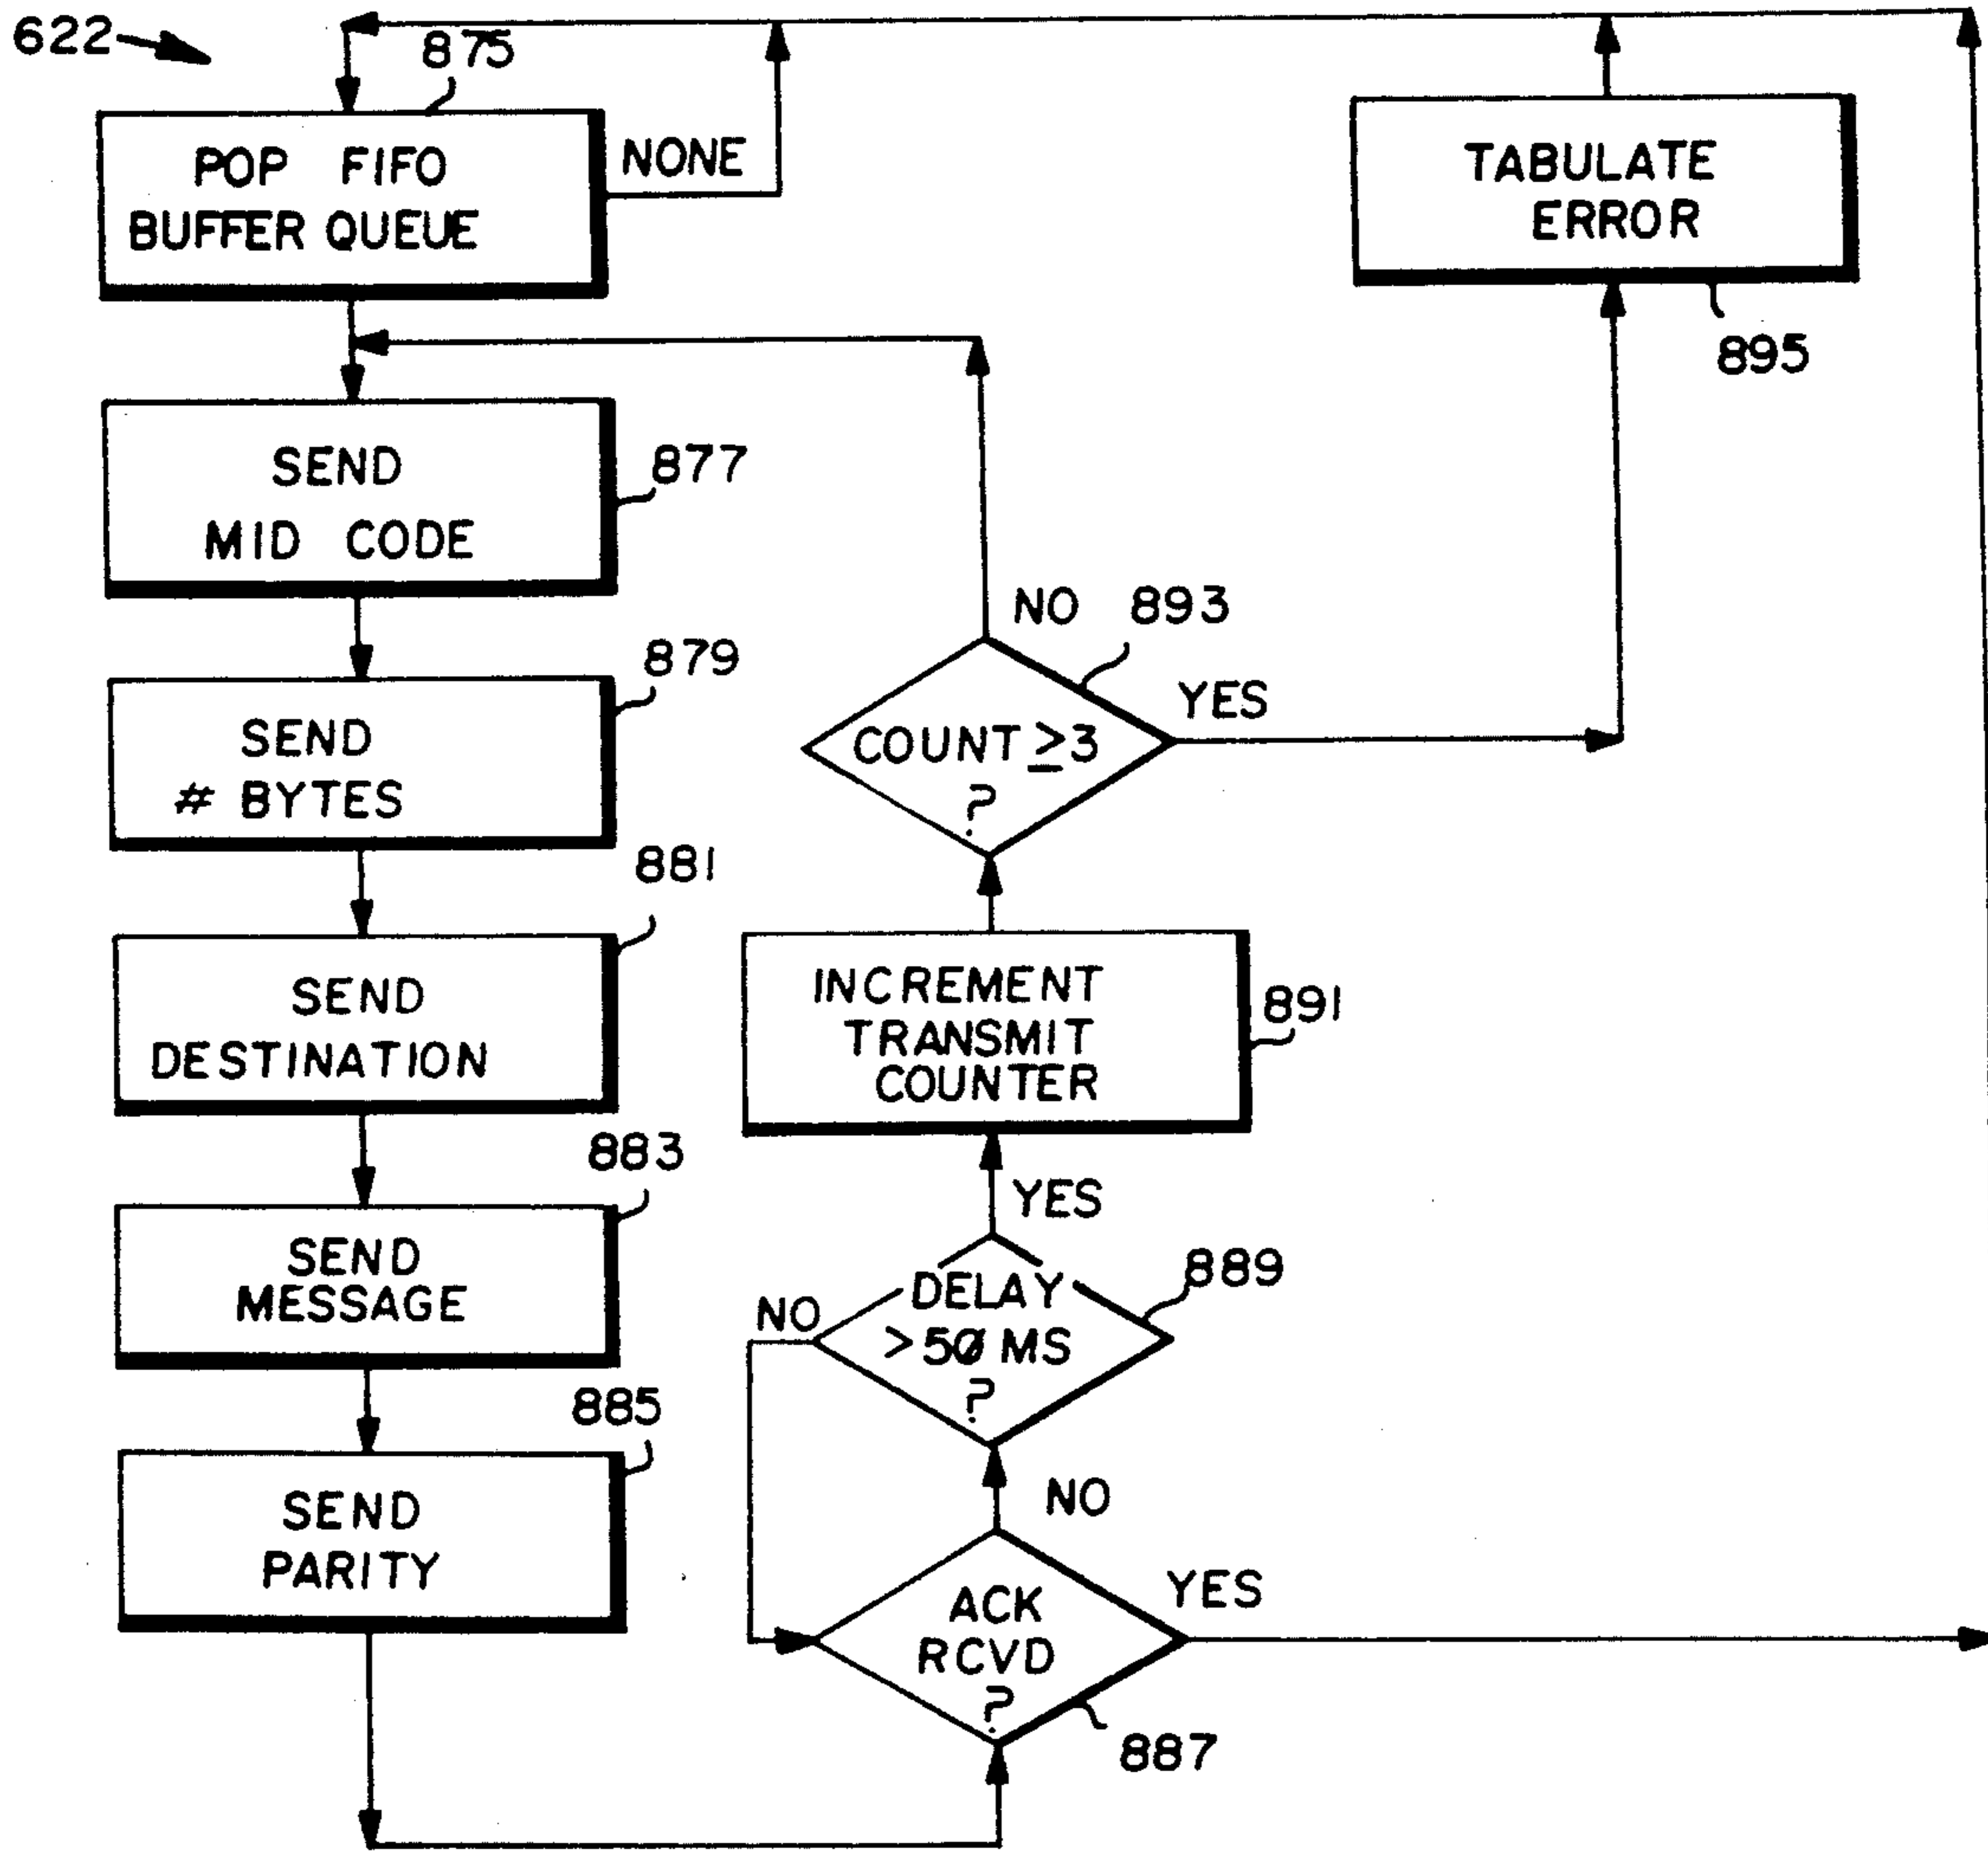 622
875
POP FIFO
BUFFER QUEUE
NONE
TABULATE
ERROR
895
SEND
MID CODE
877
SEND
# BYTES
879
NO
893
COUNT ≥3
?
YES
SEND
DESTINATION
881
INCREMENT
TRANSMIT
COUNTER
891
SEND
MESSAGE
883
YES
DELAY
>50 MS
?
889
NO
SEND
PARITY
885
NO
ACK
RCVD
?
YES
887